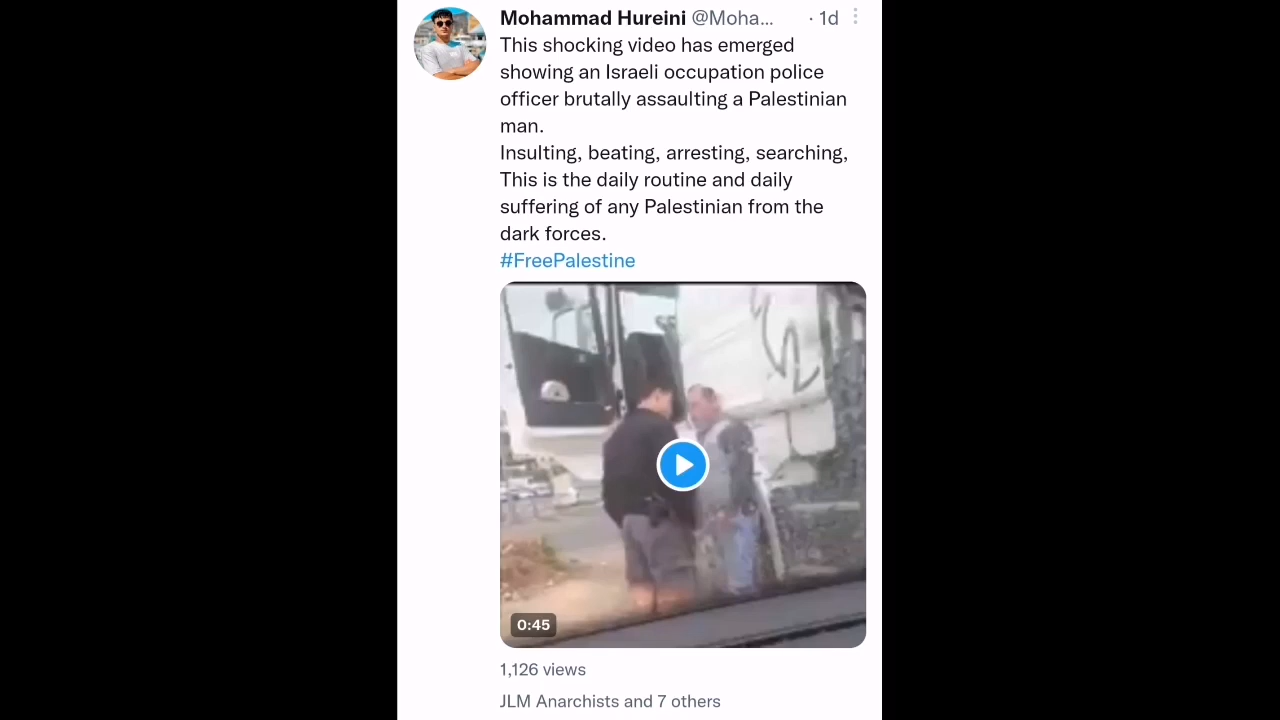 Mohammad Hureini @Moha... · 1d
This shocking video has emerged
showing an Israeli occupation police
officer brutally assaulting a Palestinian
man.
Insulting, beating, arresting, searching,
This is the daily routine and daily
suffering of any Palestinian from the
dark forces.
#FreePalestine
0:45
1,126 views
JLM Anarchists and 7 others